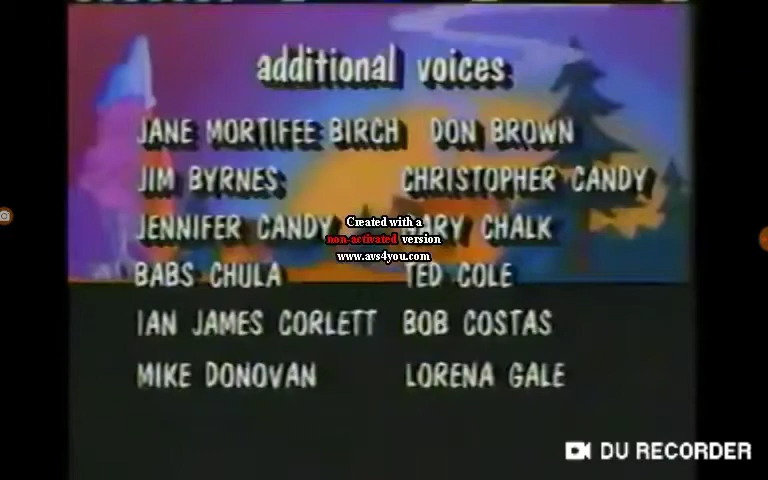 additional voices
JANE MORTIFEE BIRCH DON BROWN
JIM BYRNES CHRISTOPHER CANDY
JENNIFER CANDY GARY CHALK
Created with a
non-activated version
www.avs4you.com
BABS CHULA TED COLE
IAN JAMES CORLETT BOB COSTAS
MIKE DONOVAN LORENA GALE
DU RECORDER